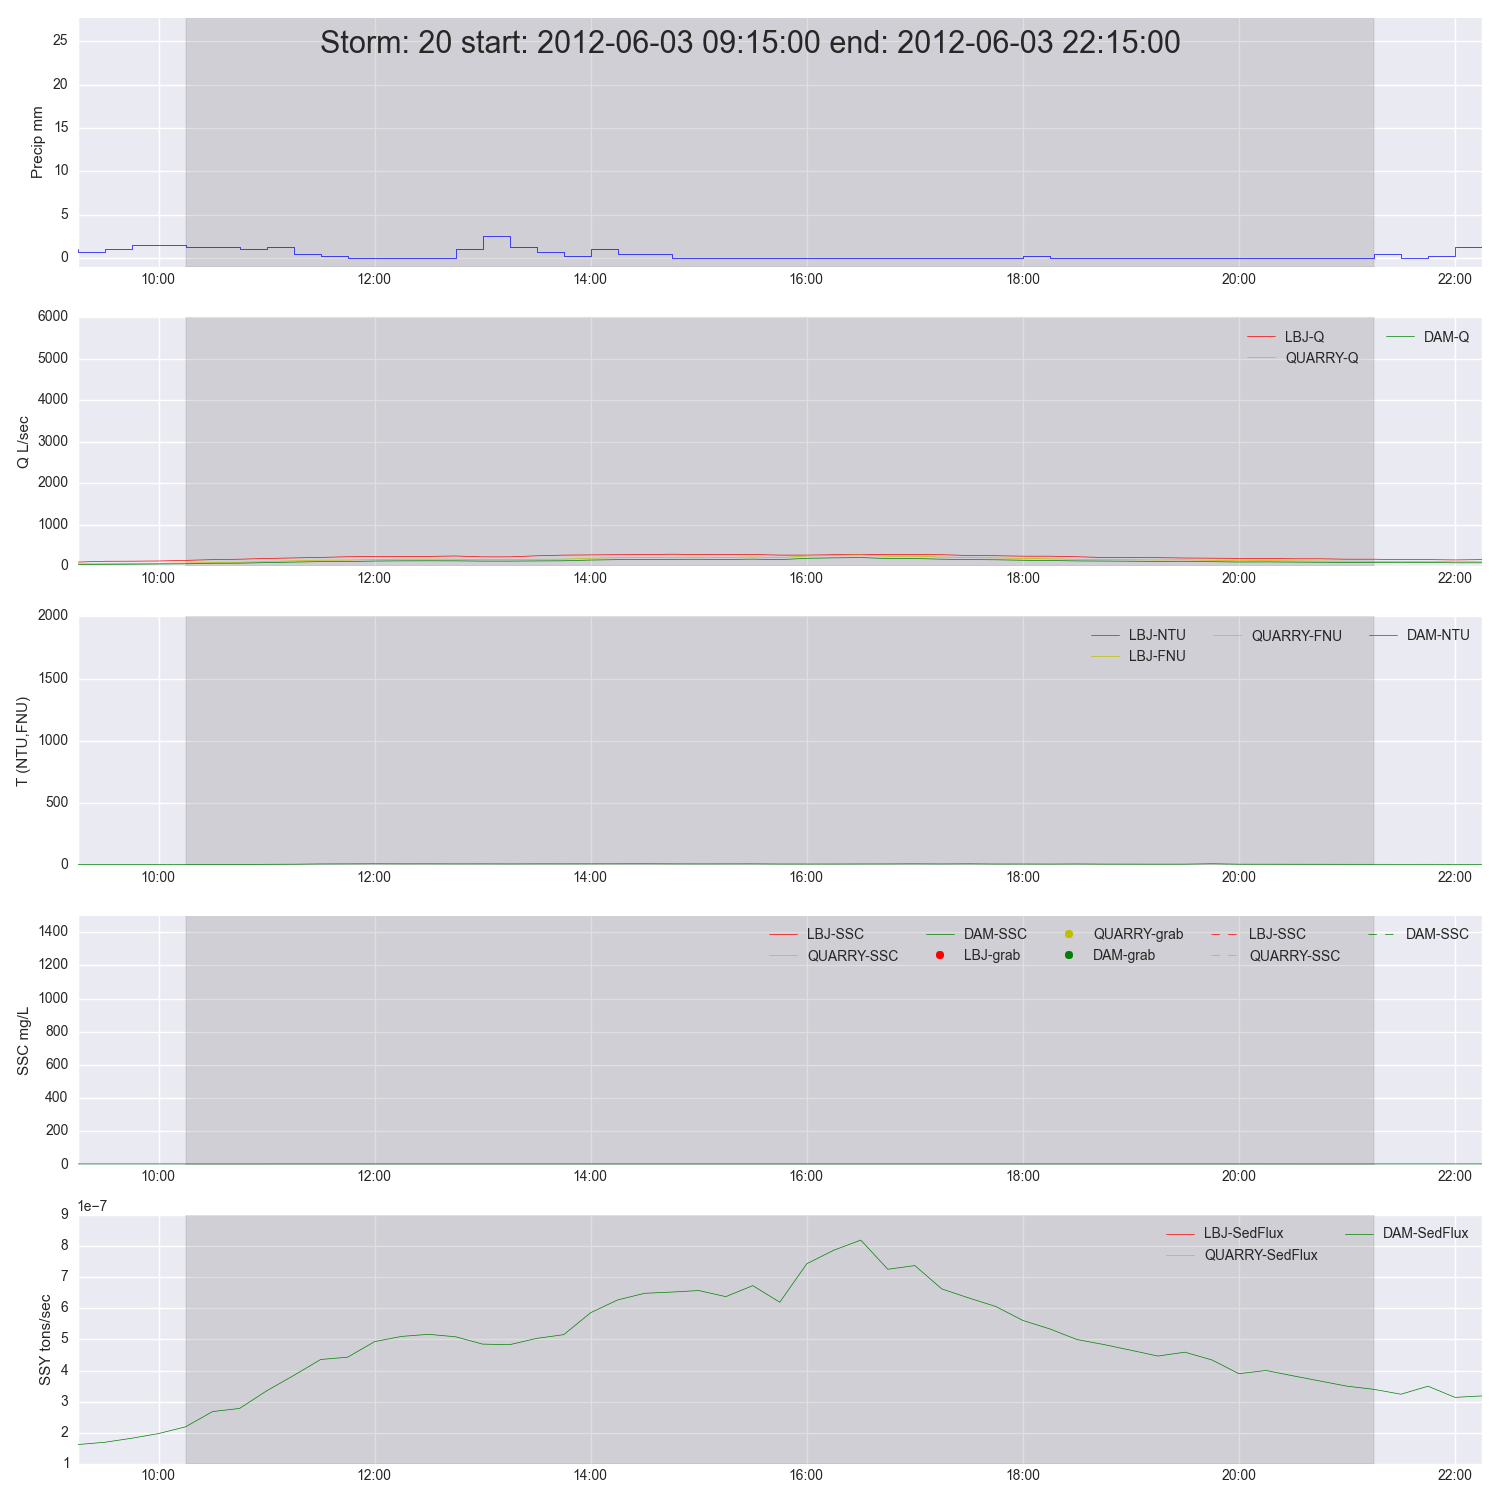 Storm: 20 start: 2012-06-03 09:15:00 end: 2012-06-03 22:15:00
Precip mm
25
20
15
10
5
0
10:00 12:00 14:00 16:00 18:00 20:00 22:00
Q L/sec
6000
5000
4000
3000
2000
1000
0
LBJ-Q DAM-Q
QUARRY-Q
10:00 12:00 14:00 16:00 18:00 20:00 22:00
T (NTU,FNU)
2000
1500
1000
500
0
LBJ-NTU QUARRY-FNU DAM-NTU
LBJ-FNU
10:00 12:00 14:00 16:00 18:00 20:00 22:00
SSC mg/L
1400
1200
1000
800
600
400
200
0
LBJ-SSC DAM-SSC QUARRY-grab LBJ-SSC DAM-SSC
QUARRY-SSC LBJ-grab DAM-grab QUARRY-SSC
10:00 12:00 14:00 16:00 18:00 20:00 22:00
1e−7
SSY tons/sec
9
8
7
6
5
4
3
2
1
LBJ-SedFlux DAM-SedFlux
QUARRY-SedFlux
10:00 12:00 14:00 16:00 18:00 20:00 22:00